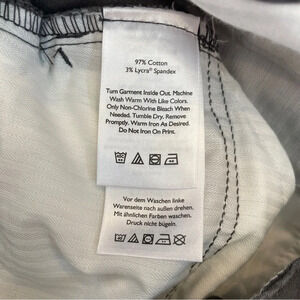 97% Cotton
3% Lycra® Spandex
Turn Garment Inside Out. Machine
Wash Warm With Like Colors.
Only Non-Chlorine Bleach When
Needed. Tumble Dry. Remove
Promptly. Warm Iron As Desired.
Do Not Iron On Print.
Vor dem Waschen linke
Warenseite nach außen drehen.
Mit ähnlichen Farben waschen.
Druck nicht bügeln.